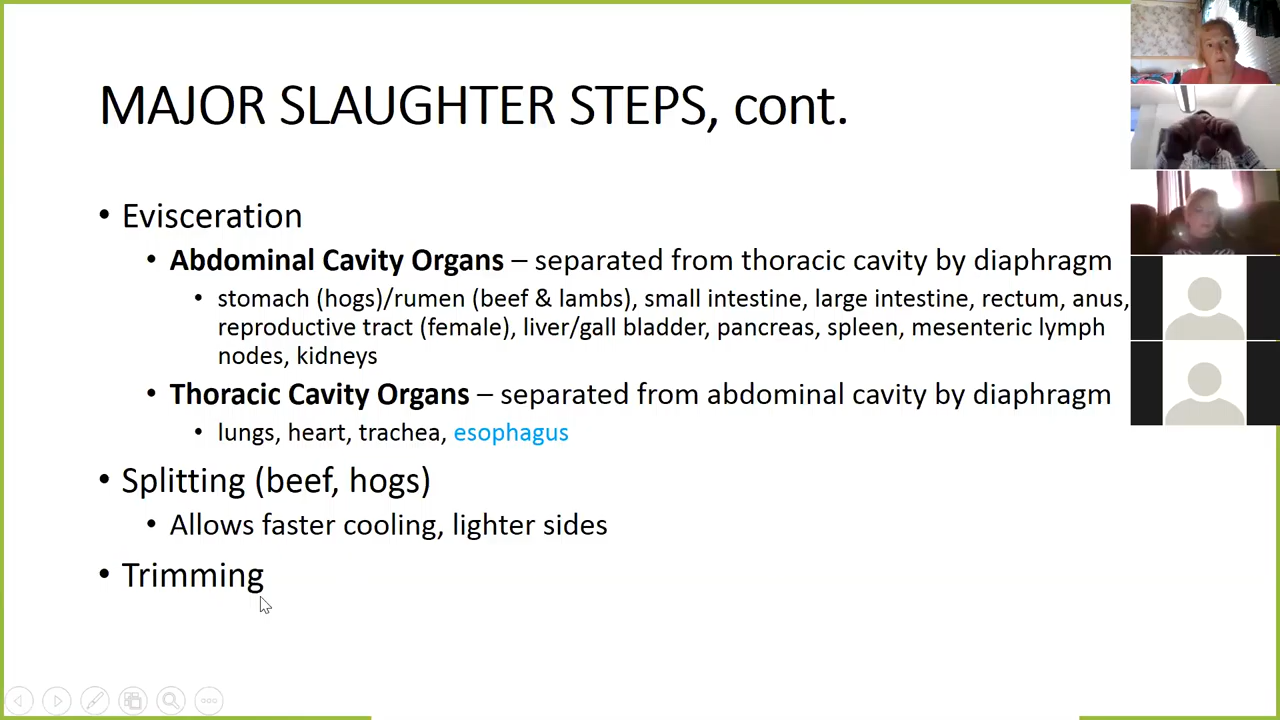 MAJOR SLAUGHTER STEPS, cont.
• Evisceration
• Abdominal Cavity Organs – separated from thoracic cavity by diaphragm
• stomach (hogs)/rumen (beef & lambs), small intestine, large intestine, rectum, anus,
reproductive tract (female), liver/gall bladder, pancreas, spleen, mesenteric lymph
nodes, kidneys
• Thoracic Cavity Organs – separated from abdominal cavity by diaphragm
• lungs, heart, trachea, esophagus
• Splitting (beef, hogs)
• Allows faster cooling, lighter sides
• Trimming